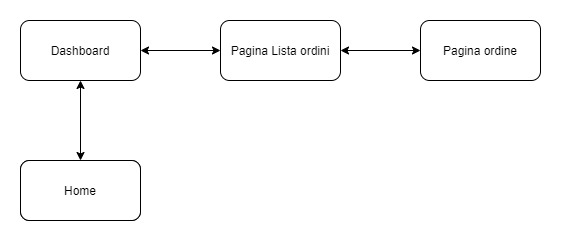 Dashboard
Pagina Lista ordini
Pagina ordine
Home